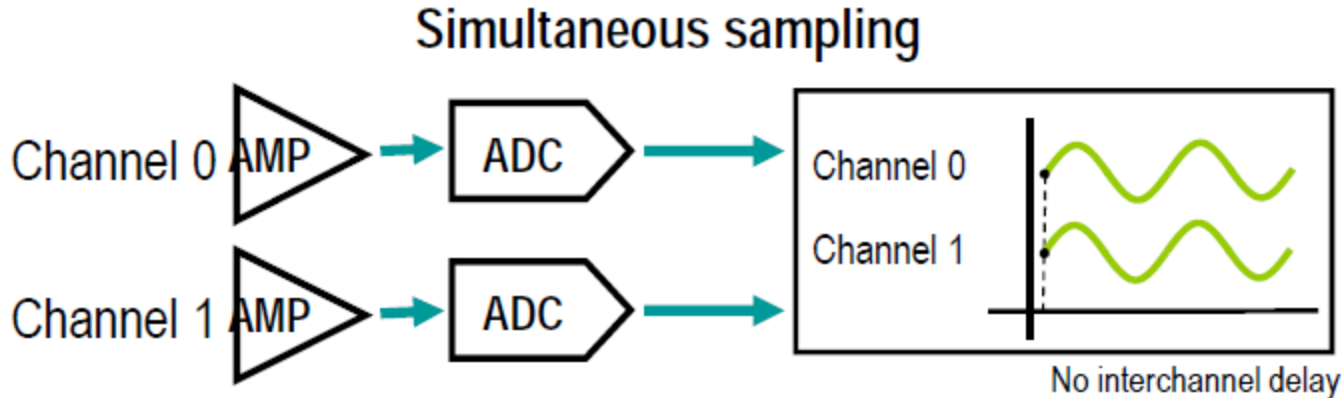 Simultaneous sampling
Channel 0 AMP ADC
Channel 0
Channel 1
Channel 1 AMP ADC
No interchannel delay